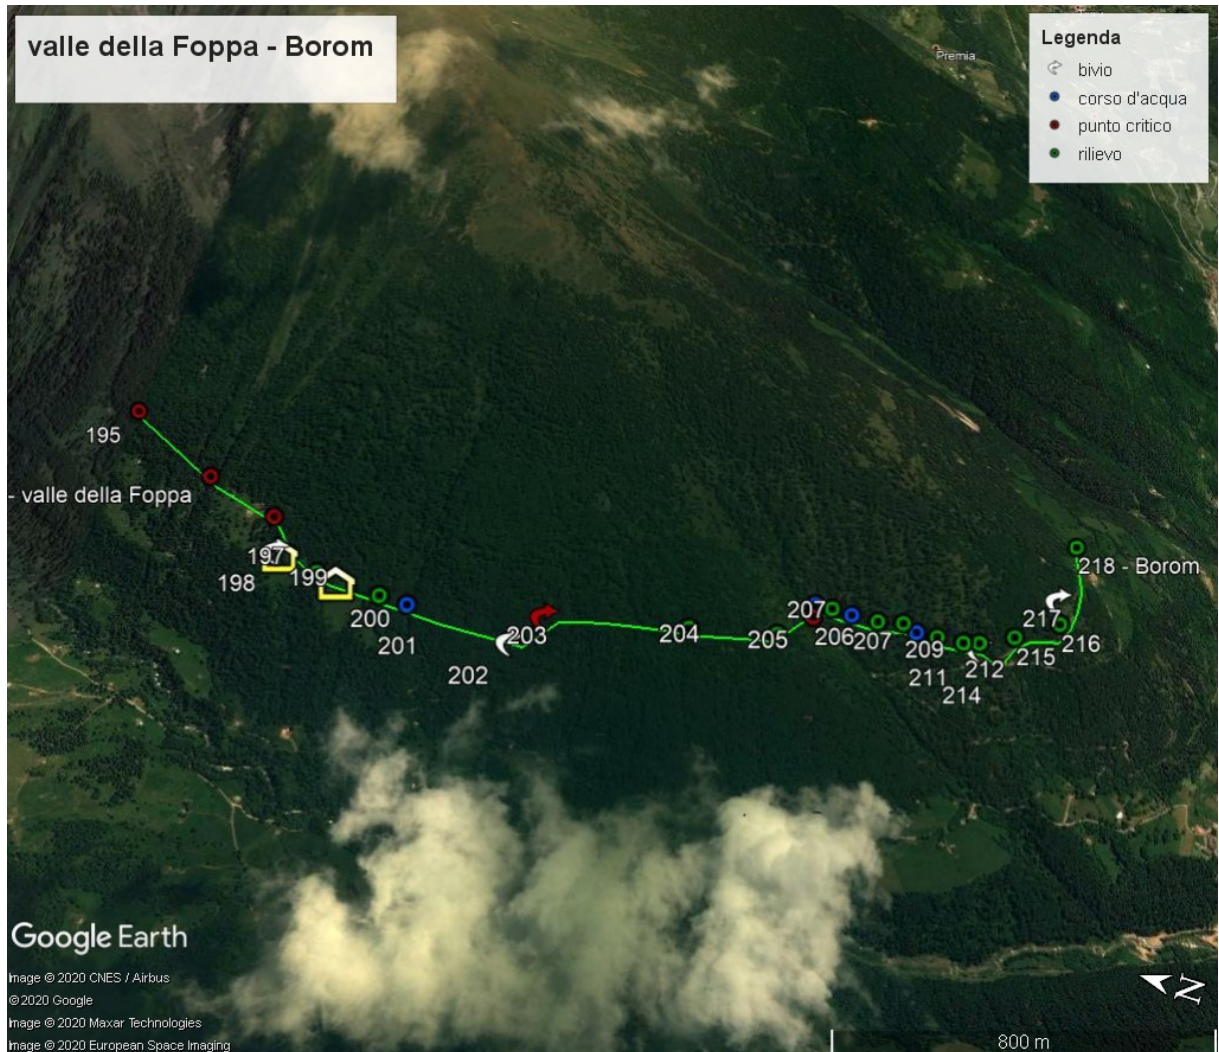 valle della Foppa - Borom
Legenda
bivio
corso d'acqua
punto critico
rilievo
Premia
195
- valle della Foppa
197
198
199
200
201
202
203
204
205
207
206
207
209
211
212
214
215
216
217
218 - Borom
Google Earth
Image © 2020 CNES / Airbus
© 2020 Google
Image © 2020 Maxar Technologies
Image © 2020 European Space Imaging
N
800 m